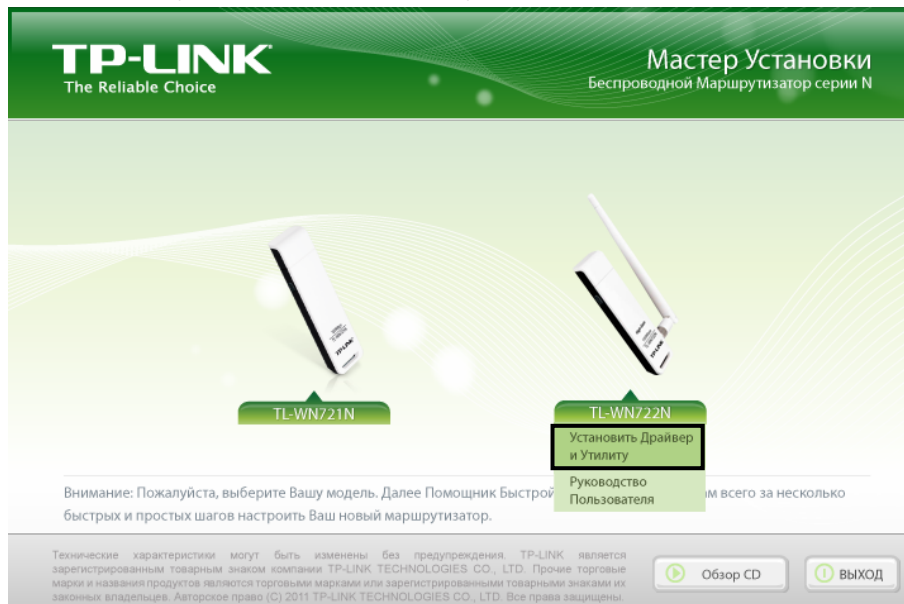 TP-LINK
The Reliable Choice
Мастер Установки
Беспроводной Маршрутизатор серии N
TL-WN721N
TL-WN722N
Установить Драйвер
и Утилиту
Руководство
Пользователя
Внимание: Пожалуйста, выберите Вашу модель. Далее Помощник Быстрой ам всего за несколько
быстрых и простых шагов настроить Ваш новый маршрутизатор.
Технические характеристики могут быть изменены без предупреждения. TP-LINK является
зарегистрированным товарным знаком компании TP-LINK TECHNOLOGIES CO., LTD. Прочие торговые
марки и названия продуктов являются торговыми марками или зарегистрированными товарными знаками их
законных владельцев. Авторское право (C) 2011 TP-LINK TECHNOLOGIES CO., LTD. Все права защищены.
Обзор CD
ВЫХОД